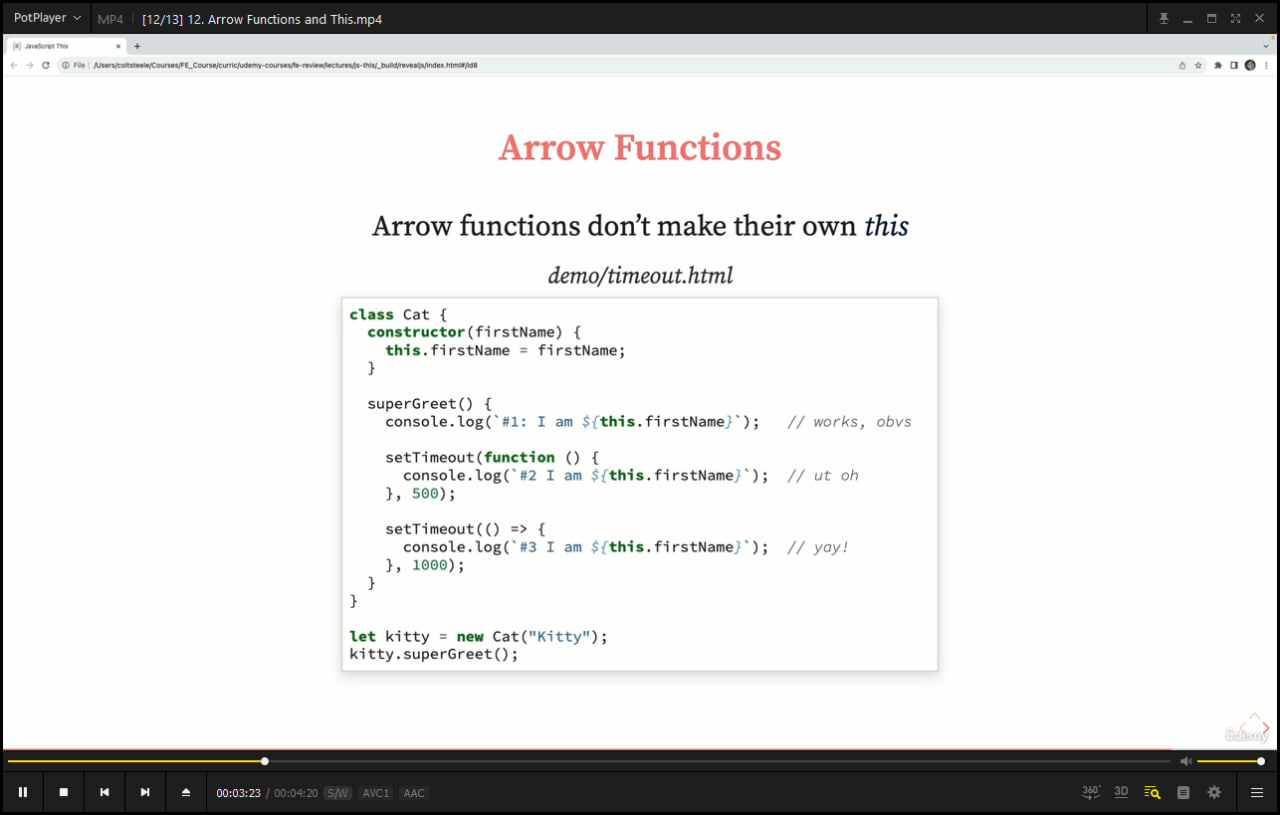 PotPlayer MP4 [12/13] 12. Arrow Functions and This.mp4
JavaScript This
File /Users/coltsteele/Courses/FE_Course/curric/udemy-courses/fe-review/lectures/js-this/_build/revealjs/index.html#/id8
Arrow Functions
Arrow functions don’t make their own this
demo/timeout.html
class Cat {
  constructor(firstName) {
    this.firstName = firstName;
  }

  superGreet() {
    console.log(`#1: I am ${this.firstName}`);   // works, obvs

    setTimeout(function () {
      console.log(`#2 I am ${this.firstName}`);  // ut oh
    }, 500);

    setTimeout(() => {
      console.log(`#3 I am ${this.firstName}`);  // yay!
    }, 1000);
  }
}

let kitty = new Cat("Kitty");
kitty.superGreet();
ûdemy
00:03:23 / 00:04:20 S/W AVC1 AAC
360° 3D